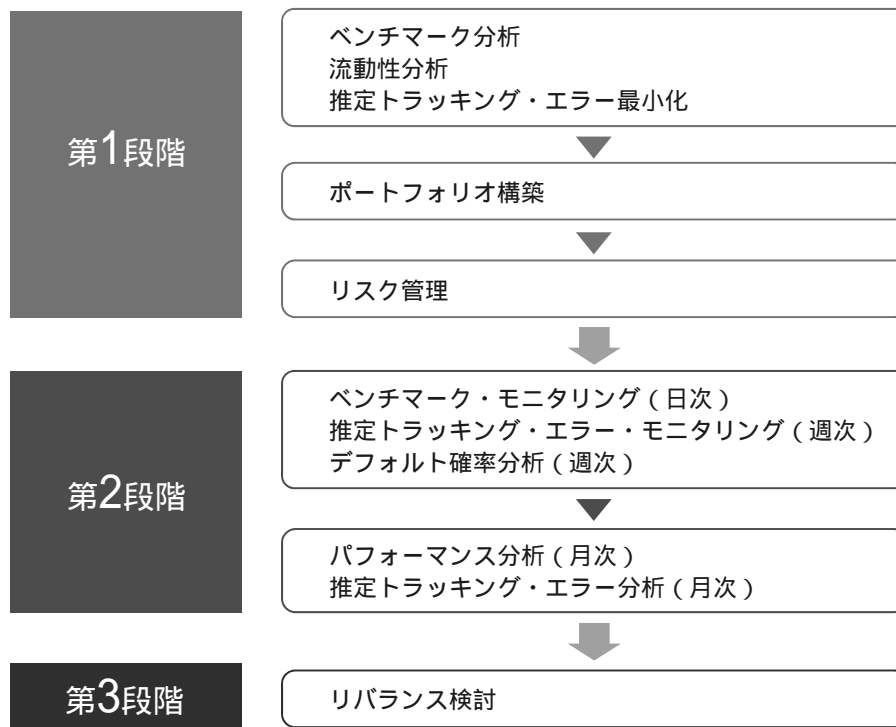 第1段階
ベンチマーク分析
流動性分析
推定トラッキング・エラー最小化
ポートフォリオ構築
リスク管理
第2段階
ベンチマーク・モニタリング(日次)
推定トラッキング・エラー・モニタリング(週次)
デフォルト確率分析(週次)
パフォーマンス分析(月次)
推定トラッキング・エラー分析(月次)
第3段階
リバランス検討